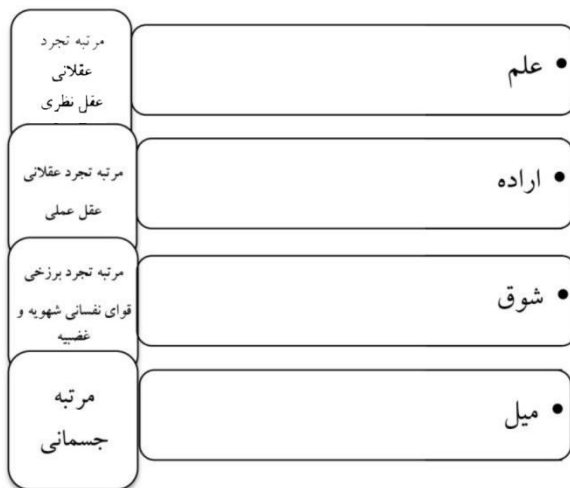 • علم
مرتبه تجرد
عقلانی
عقل نظری
• اراده
مرتبه تجرد عقلانی
عقل عملی
• شوق
مرتبه تجرد برزخی
قوای نفسانی شهویه و
غضبیه
• میل
مرتبه
جسمانی